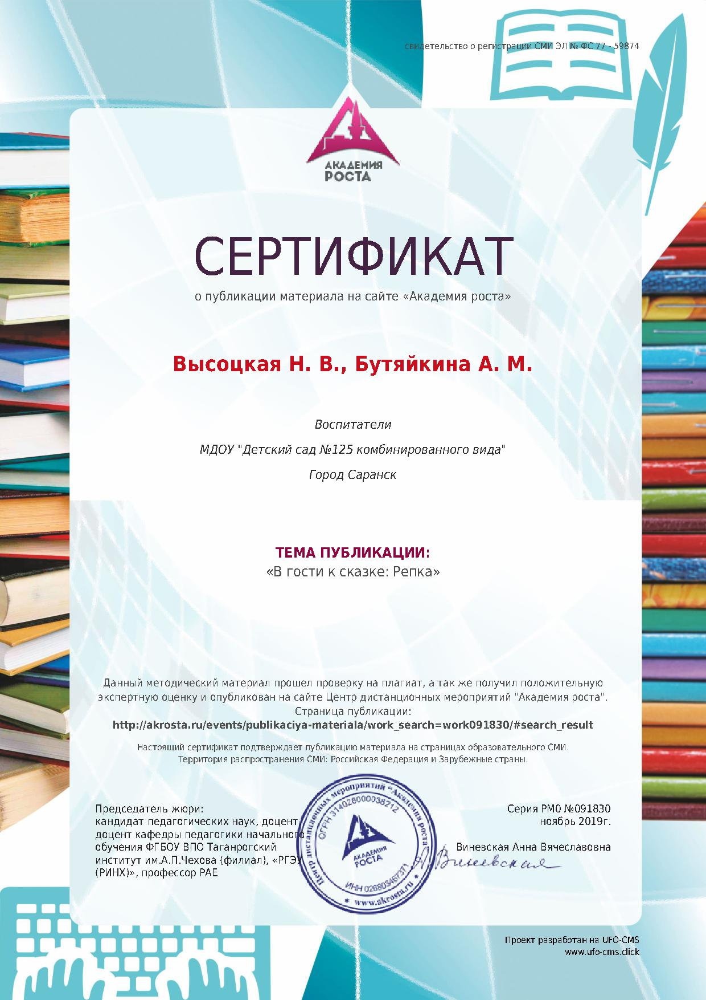 свидетельство о регистрации СМИ ЭЛ № ФС 77 - 59874
АКАДЕМИЯ
РОСТА
СЕРТИФИКАТ
о публикации материала на сайте «Академия роста»
Высоцкая Н. В., Бутяйкина А. М.
Воспитатели
МДОУ "Детский сад №125 комбинированного вида"
Город Саранск
ТЕМА ПУБЛИКАЦИИ:
«В гости к сказке: Репка»
Данный методический материал прошел проверку на плагиат, а так же получил положительную
экспертную оценку и опубликован на сайте Центр дистанционных мероприятий "Академия роста".
Страница публикации:
http://akrosta.ru/events/publikaciya-materiala/work_search=work091830/#search_result
Настоящий сертификат подтверждает публикацию материала на страницах образовательного СМИ.
Территория распространения СМИ: Российская Федерация и Зарубежные страны.
Председатель жюри:
кандидат педагогических наук, доцент,
доцент кафедры педагогики начального
обучения ФГБОУ ВПО Таганрогский
институт им.А.П.Чехова (филиал), «РГЭУ
(РИНХ)», профессор РАЕ
Центр дистанционных мероприятий "Академия роста"
ОГРН 314028000038212
АКАДЕМИЯ
РОСТА
ИНН 026803467371
www.akrosta.ru
Серия РМ0 №091830
ноябрь 2019г.
Виневская Анна Вячеславовна
А.Виневская
Проект разработан на UFO-CMS
www.ufo-cms.click